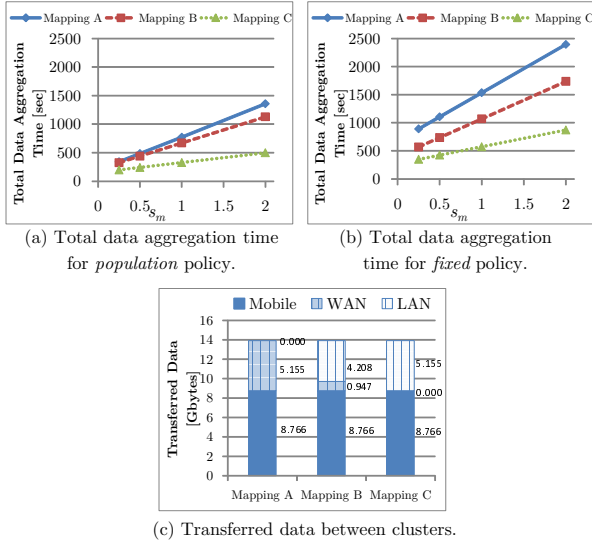 Mapping A Mapping B Mapping C
Total Data Aggregation
Time [sec]
2500
2000
1500
1000
500
0
0 0.5 1 1.5 2
sm
(a) Total data aggregation time
for population policy.
Mapping A Mapping B Mapping C
Total Data Aggregation
Time [sec]
2500
2000
1500
1000
500
0
0 0.5 1 1.5 2
sm
(b) Total data aggregation
time for fixed policy.
Mobile WAN LAN
Transferred Data
[Gbytes]
16
14
12
10
8
6
4
2
0
0.000
5.155
8.766
4.208
0.947
8.766
5.155
0.000
8.766
Mapping A Mapping B Mapping C
(c) Transferred data between clusters.